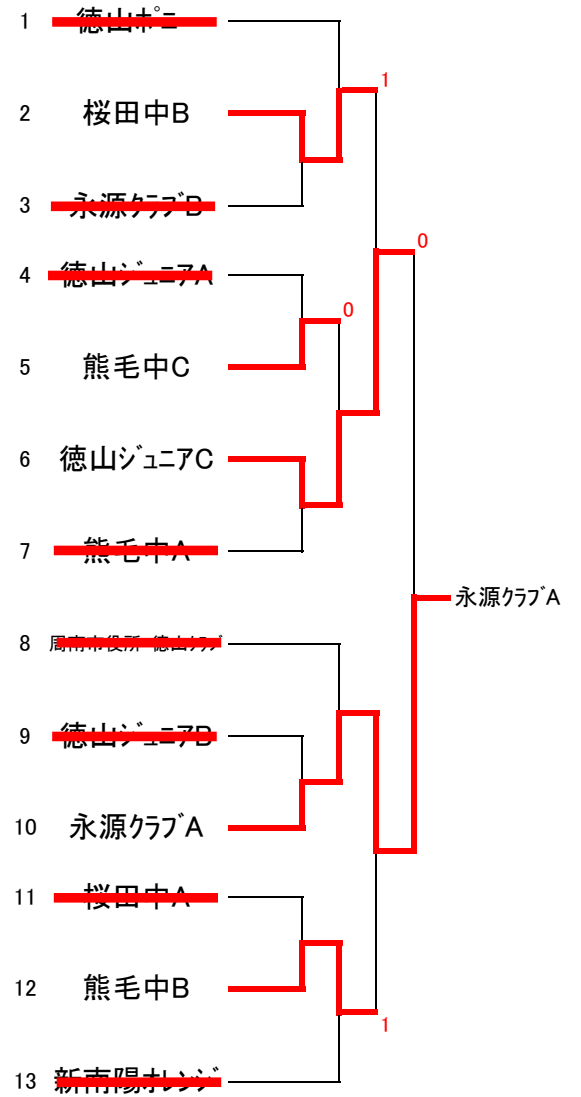 1 徳山ﾎﾟﾆｰ
1
2 桜田中B
3 永源ｸﾗﾌﾞB
0
4 徳山ｼﾞｭﾆｱA
0
5 熊毛中C
6 徳山ｼﾞｭﾆｱC
7 熊毛中A
永源ｸﾗﾌﾞA
8 周南市役所・徳山ｸﾗﾌﾞ
9 徳山ｼﾞｭﾆｱB
10 永源ｸﾗﾌﾞA
11 桜田中A
12 熊毛中B
1
13 新南陽ｵﾚﾝｼﾞ